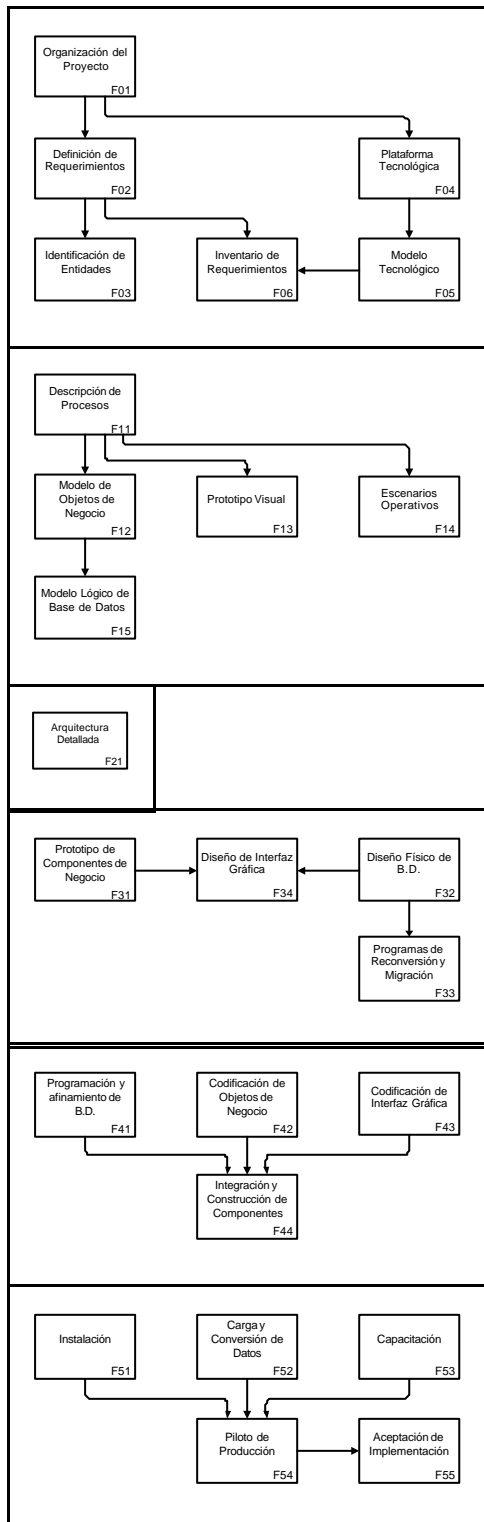 Organización del
Proyecto
F01
Definición de
Requerimientos
F02
Plataforma
Tecnológica
F04
Identificación de
Entidades
F03
Inventario de
Requerimientos
F06
Modelo
Tecnológico
F05
Descripción de
Procesos
F11
Modelo de
Objetos de
Negocio
F12
Prototipo Visual
F13
Escenarios
Operativos
F14
Modelo Lógico de
Base de Datos
F15
Arquitectura
Detallada
F21
Prototipo de
Componentes de
Negocio
F31
Diseño de Interfaz
Gráfica
F34
Diseño Físico de
B.D.
F32
Programas de
Reconversión y
Migración
F33
Programación y
afinamiento de
B.D.
F41
Codificación de
Objetos de
Negocio
F42
Codificación de
Interfaz Gráfica
F43
Integración y
Construcción de
Componentes
F44
Instalación
F51
Carga y
Conversión de
Datos
F52
Capacitación
F53
Piloto de
Producción
F54
Aceptación de
Implementación
F55